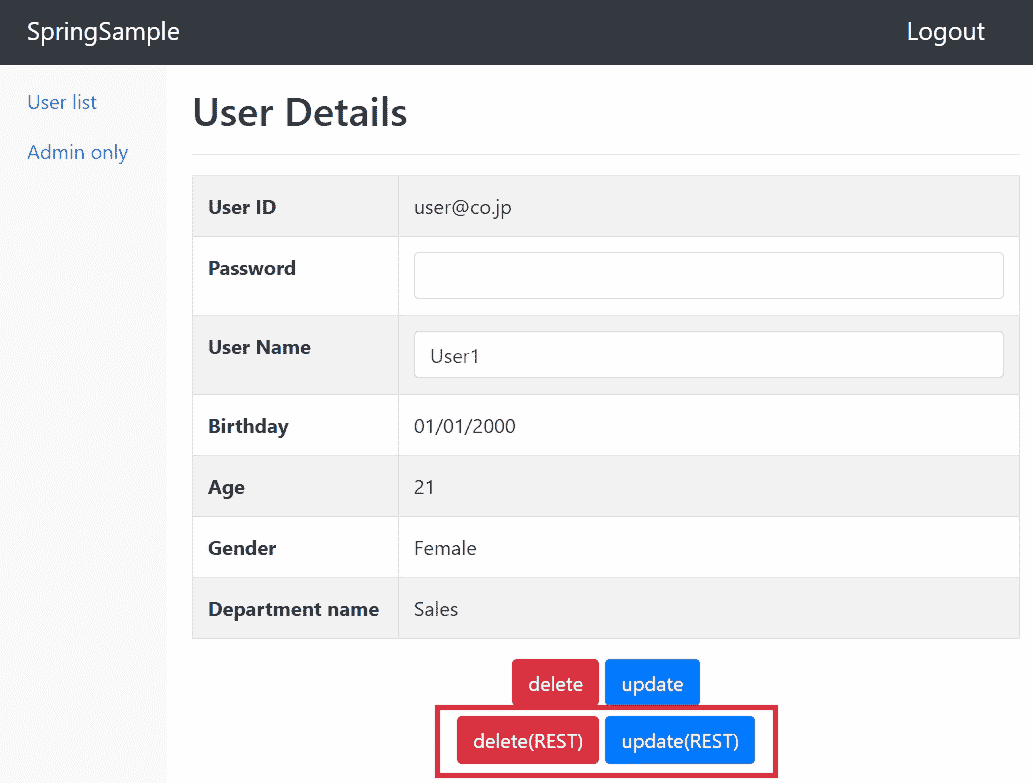 SpringSample Logout
User list
Admin only
User Details
User ID user@co.jp
Password
User Name User1
Birthday 01/01/2000
Age 21
Gender Female
Department name Sales
delete update
delete(REST) update(REST)